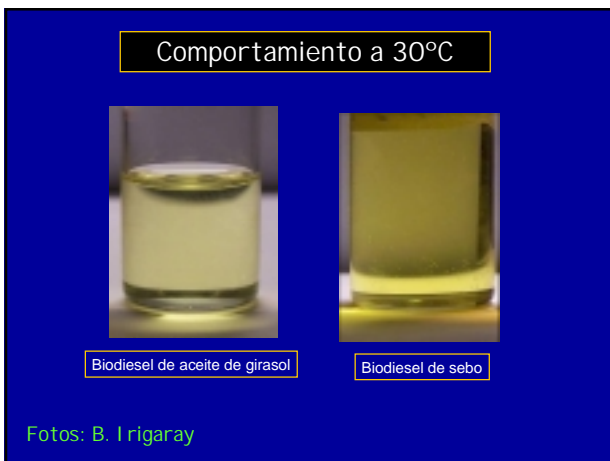 Comportamiento a 30ºC
Biodiesel de aceite de girasol
Biodiesel de sebo
Fotos: B. Irigaray